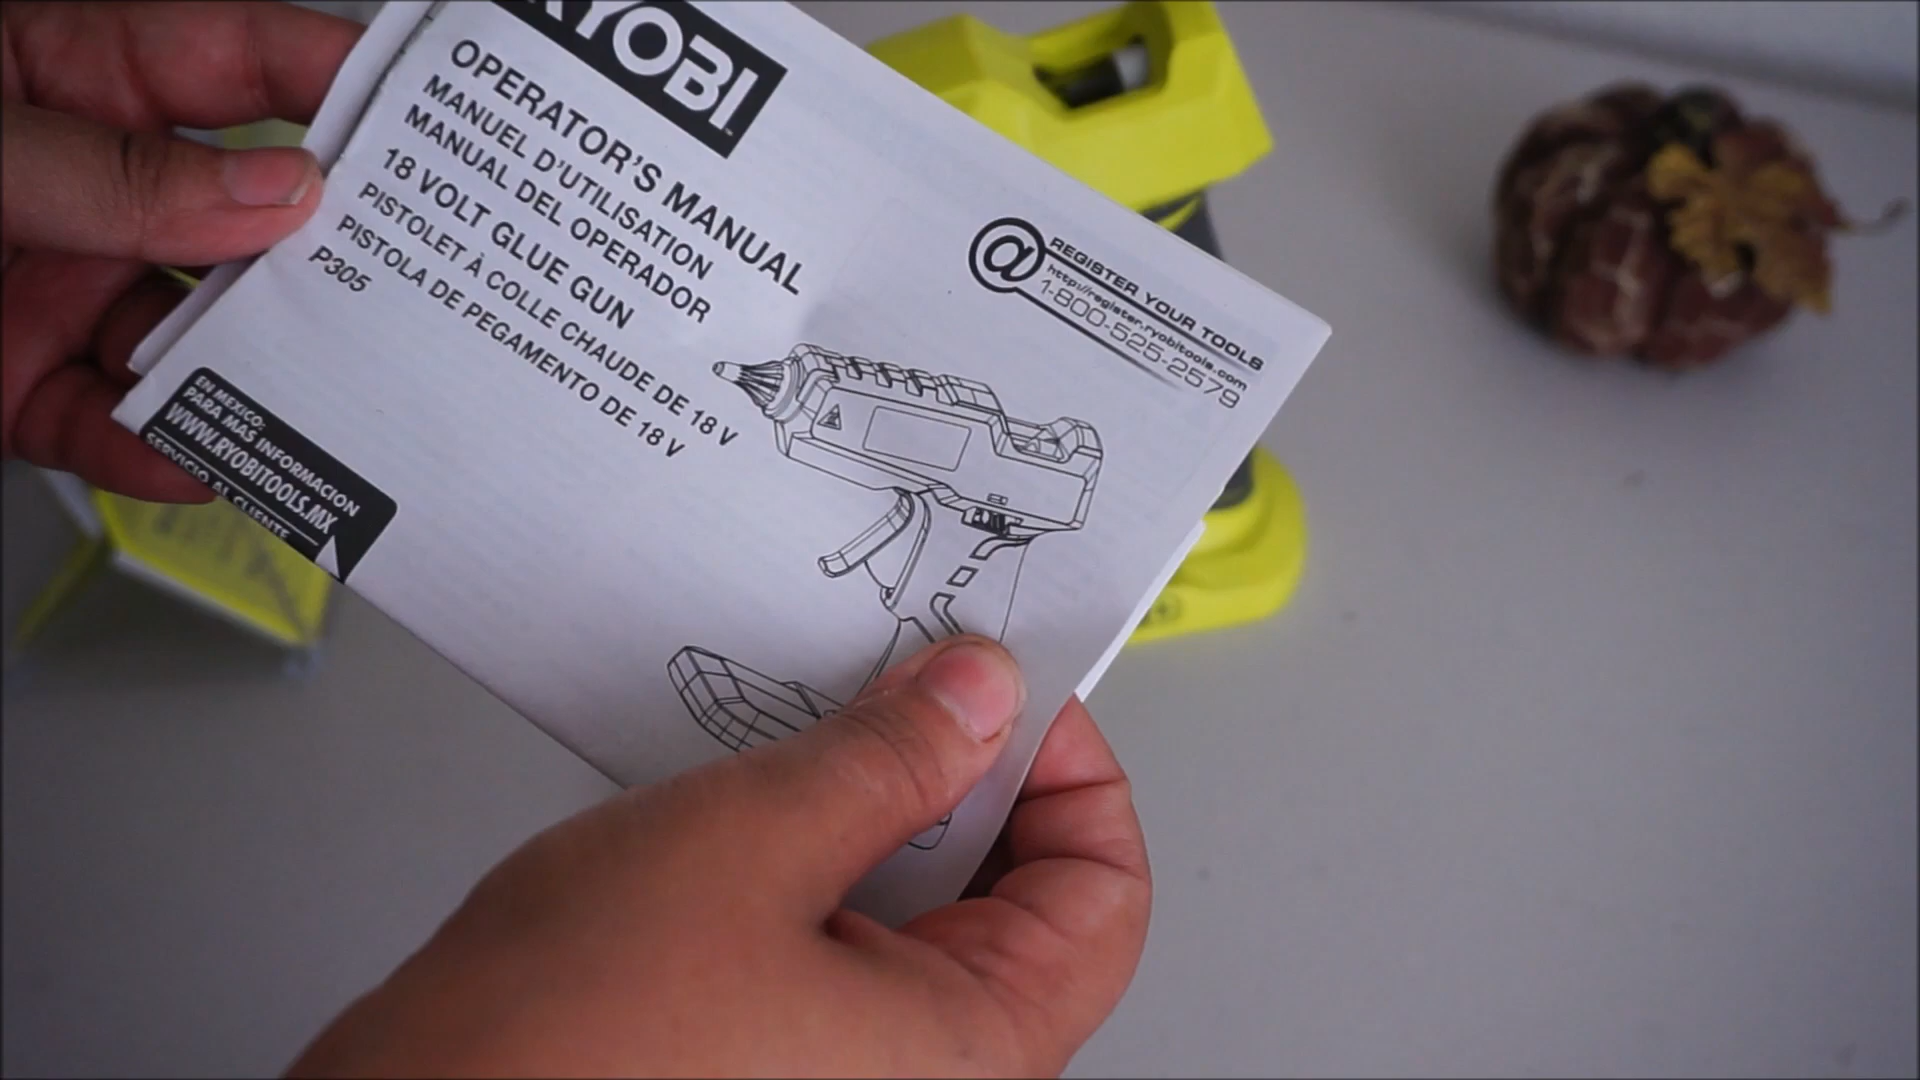 RYOBI
OPERATOR'S MANUAL
MANUEL D'UTILISATION
MANUAL DEL OPERADOR
18 VOLT GLUE GUN
PISTOLET À COLLE CHAUDE DE 18 V
PISTOLA DE PEGAMENTO DE 18 V
P305
@
REGISTER YOUR TOOLS
http://register.ryobitools.com
1-800-525-2579
EN MEXICO:
PARA MAS INFORMACION
WWW.RYOBITOOLS.MX
SERVICIO AL CLIENTE